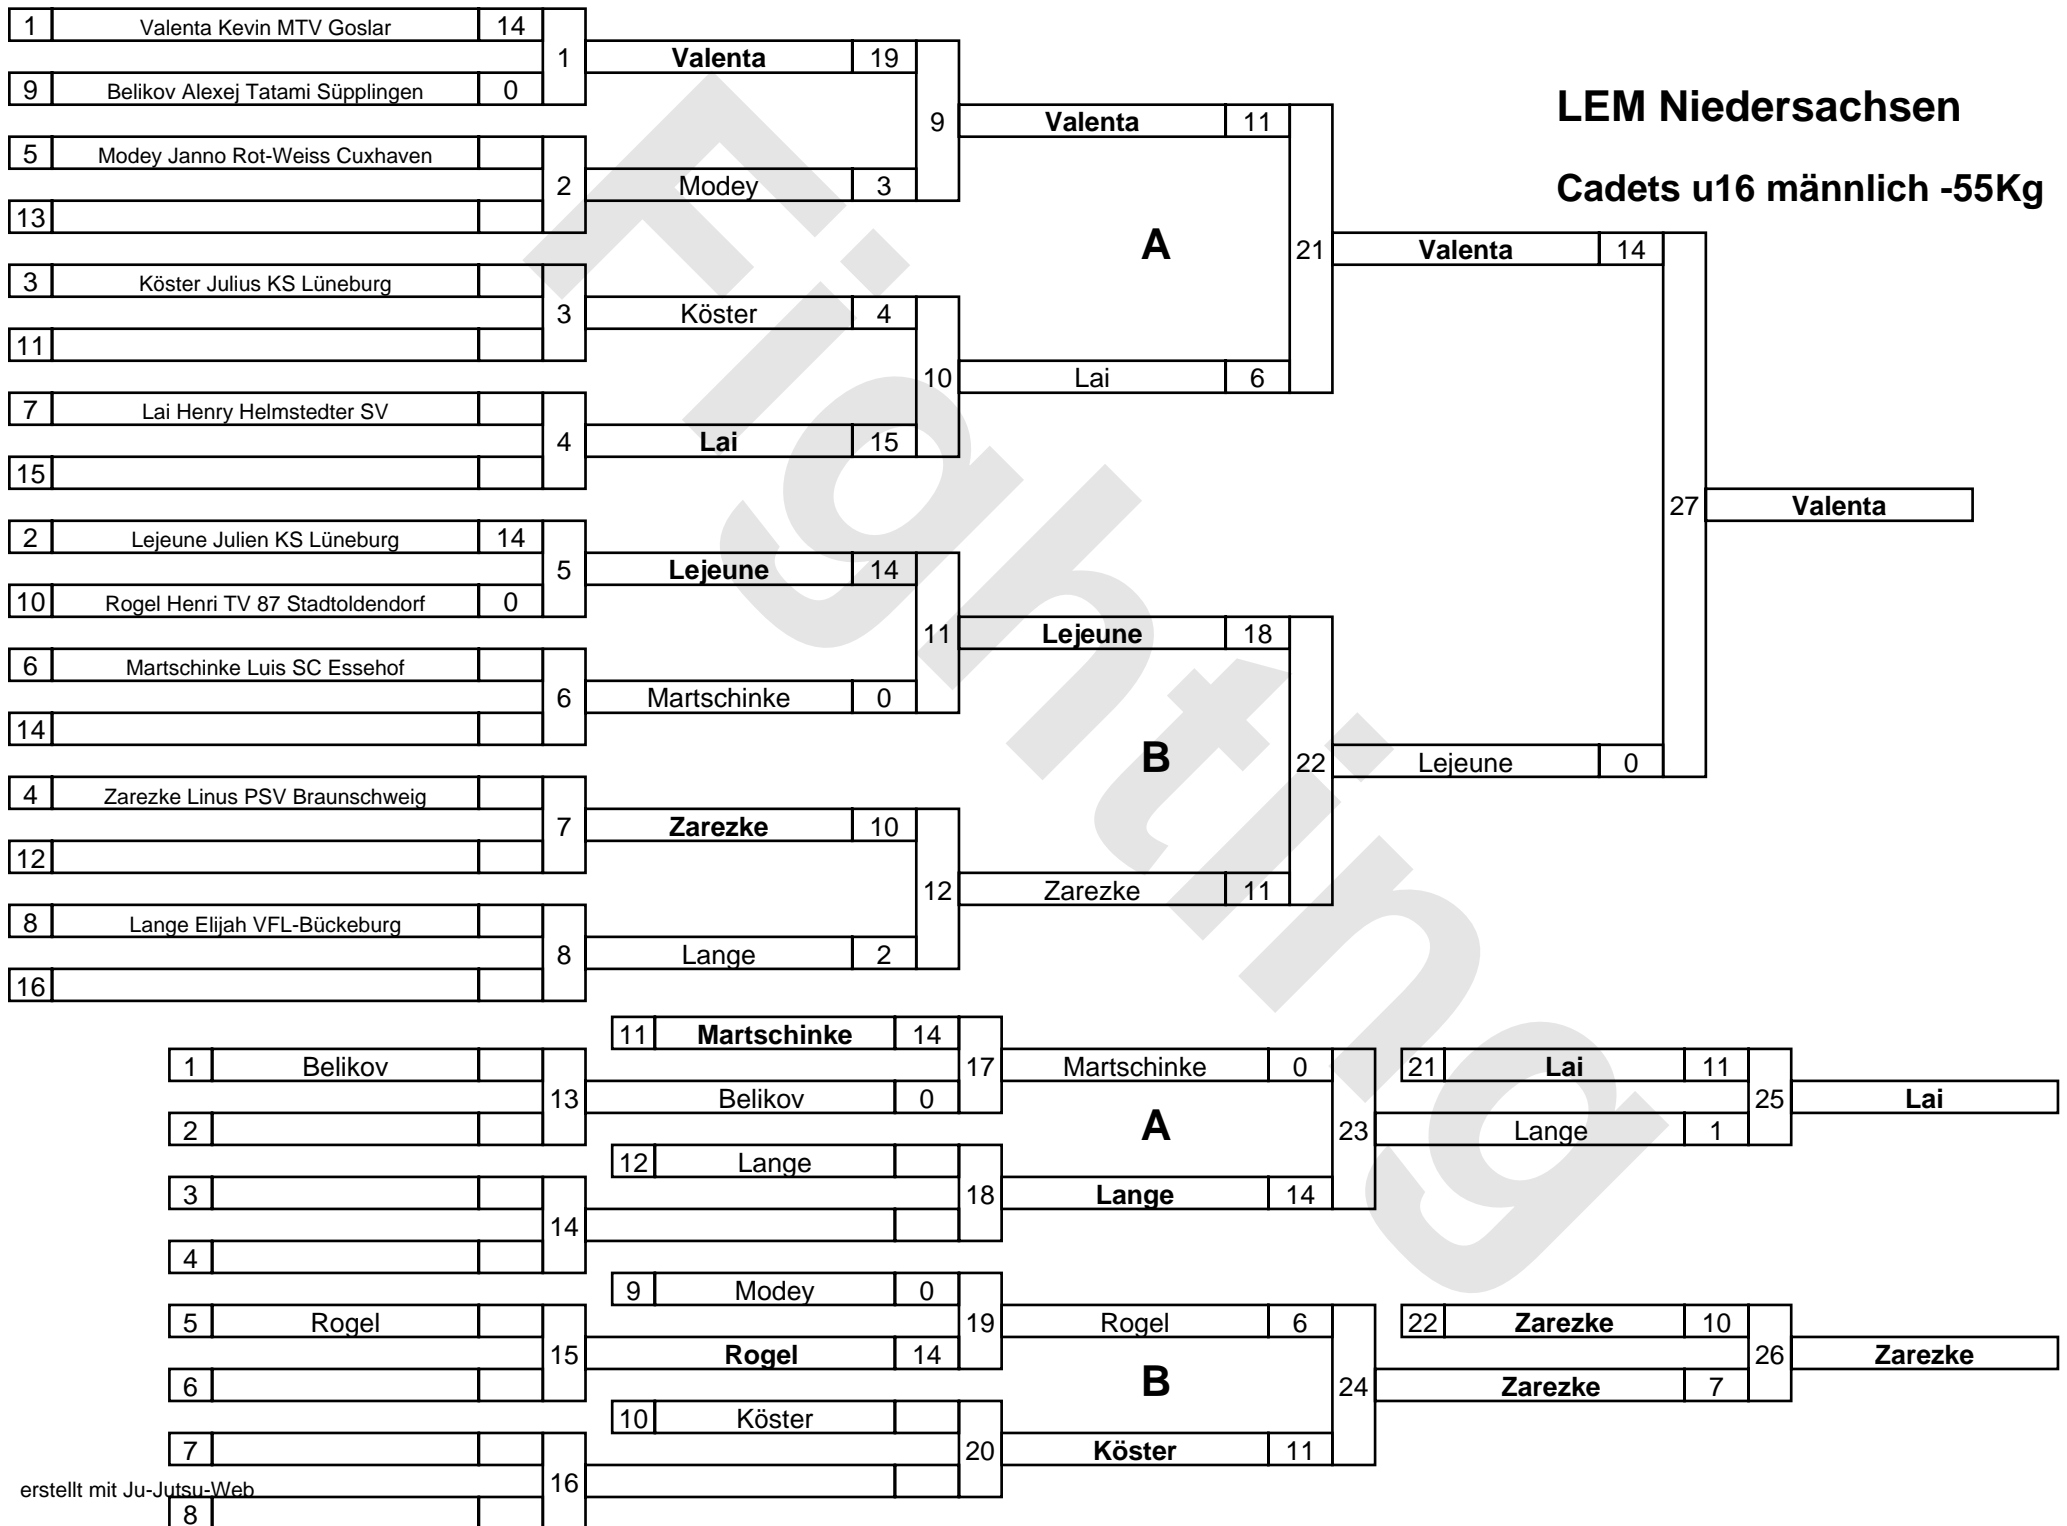 LEM Niedersachsen
Cadets u16 männlich -55Kg
Fighting
1 Valenta Kevin MTV Goslar 14
9 Belikov Alexej Tatami Süpplingen 0
1
5 Modey Janno Rot-Weiss Cuxhaven
13
2
3 Köster Julius KS Lüneburg
11
3
7 Lai Henry Helmstedter SV
15
4
2 Lejeune Julien KS Lüneburg 14
10 Rogel Henri TV 87 Stadtoldendorf 0
5
6 Martschinke Luis SC Essehof
14
6
4 Zarezke Linus PSV Braunschweig
12
7
8 Lange Elijah VFL-Bückeburg
16
8
Valenta 19
Modey 3
9
Köster 4
Lai 15
10
Lejeune 14
Martschinke 0
11
Zarezke 10
Lange 2
12
Valenta 11
A
Lai 6
21
Lejeune 18
B
Zarezke 11
22
Valenta 14
Lejeune 0
27
Valenta
1 Belikov
2
13
3
4
14
5 Rogel
6
15
7
8
16
11 Martschinke 14
Belikov 0
17
12 Lange
18
9 Modey 0
Rogel 14
19
10 Köster
20
Martschinke 0
A
Lange 14
23
Rogel 6
B
Köster 11
24
21 Lai 11
Lange 1
25
Lai
22 Zarezke 10
Zarezke 7
26
Zarezke
erstellt mit Ju-Jutsu-Web